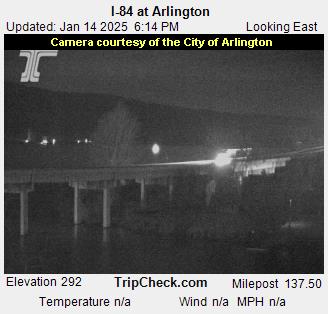 I-84 at Arlington
Updated: Jan 14 2025 6:14 PM Looking East
Camera courtesy of the City of Arlington
Elevation 292 TripCheck.com Milepost 137.50
Temperature n/a Wind n/a MPH n/a